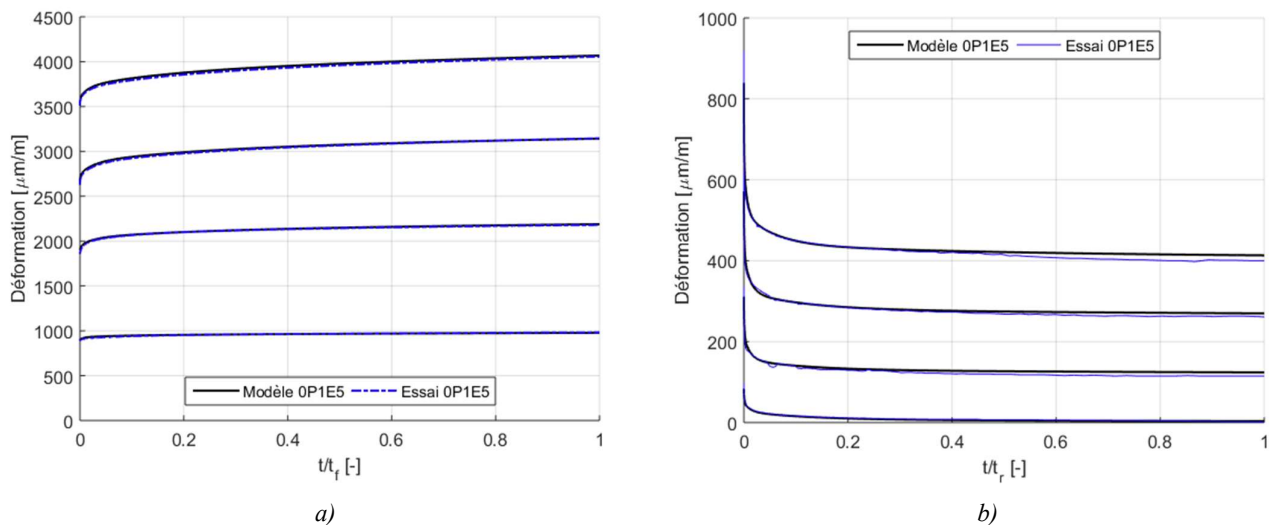 4500
4000
3500
3000
2500
2000
1500
1000
500
0
Déformation [μm/m]
Modèle 0P1E5 Essai 0P1E5
0 0.2 0.4 0.6 0.8 1
t/t_f [-]
a)
1000
800
600
400
200
0
Déformation [μm/m]
Modèle 0P1E5 Essai 0P1E5
0 0.2 0.4 0.6 0.8 1
t/t_r [-]
b)